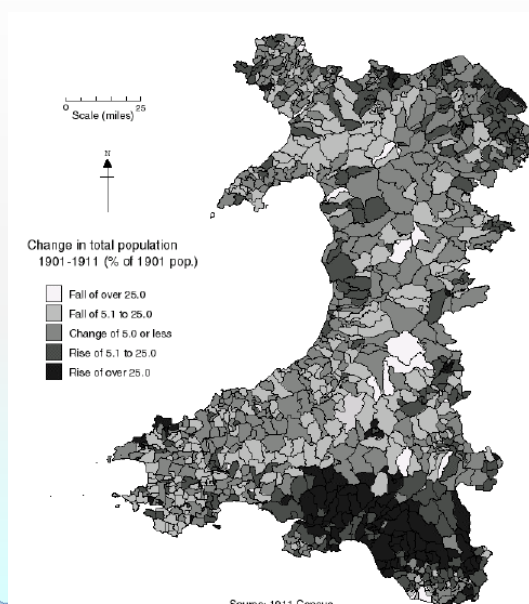 0 25
Scale (miles)
N
Change in total population
1901-1911 (% of 1901 pop.)
Fall of over 25.0
Fall of 5.1 to 25.0
Change of 5.0 or less
Rise of 5.1 to 25.0
Rise of over 25.0
Source: 1911 Census